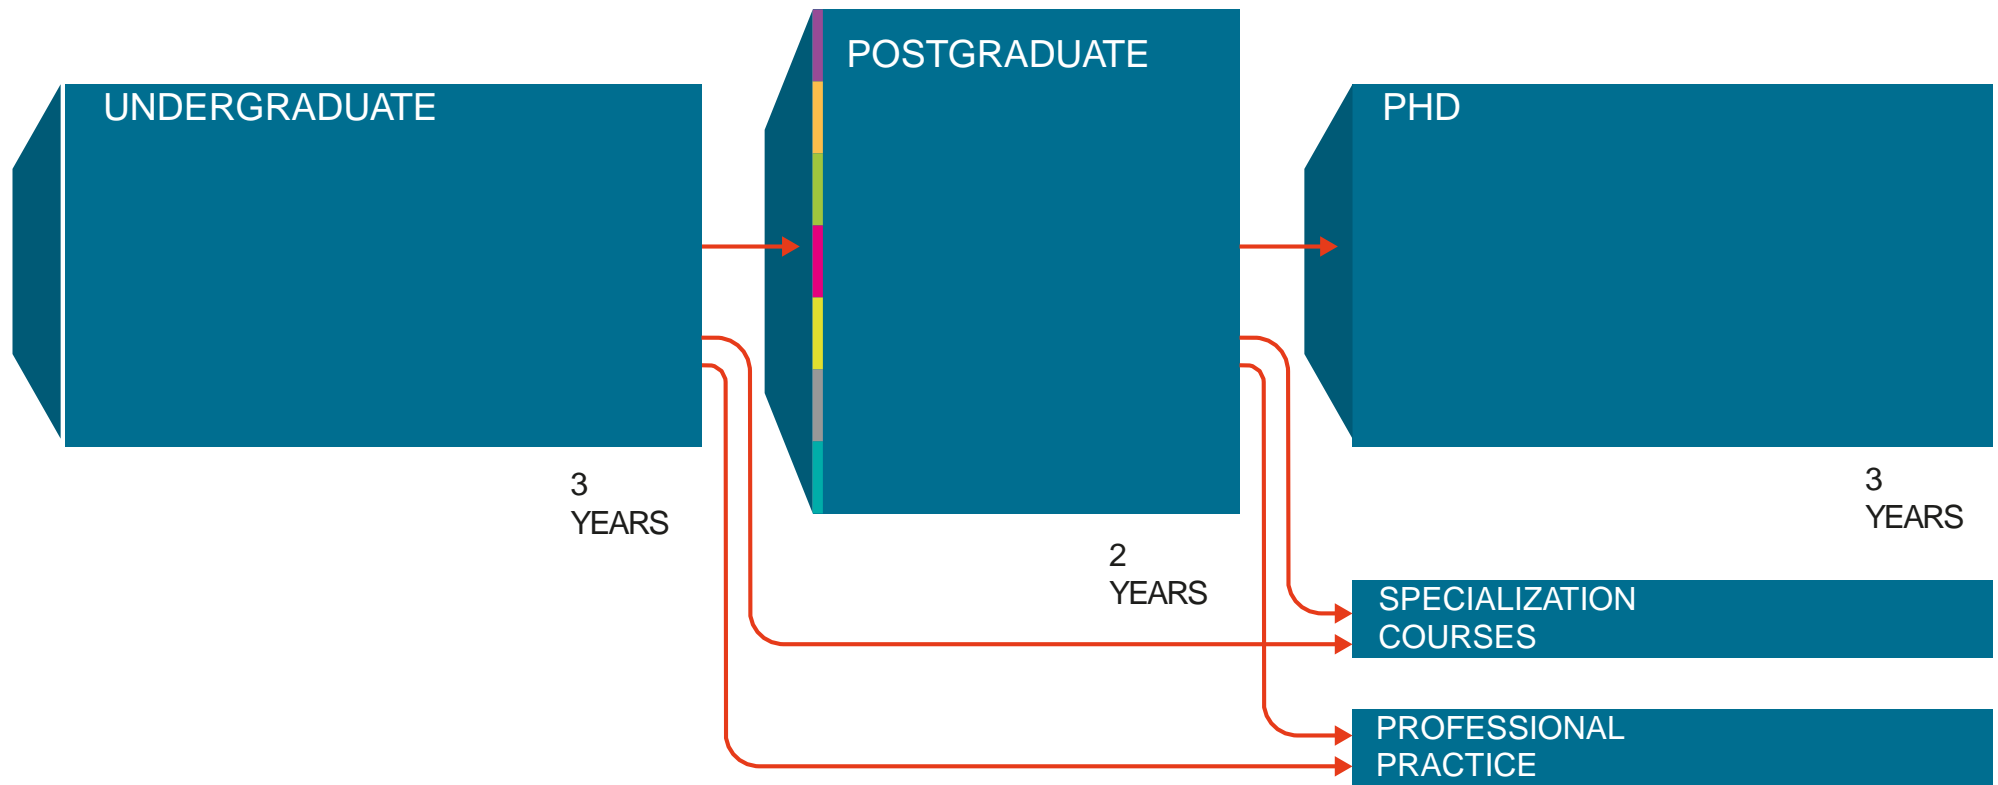 UNDERGRADUATE
3
YEARS
POSTGRADUATE
2
YEARS
PHD
3
YEARS
SPECIALIZATION
COURSES
PROFESSIONAL
PRACTICE